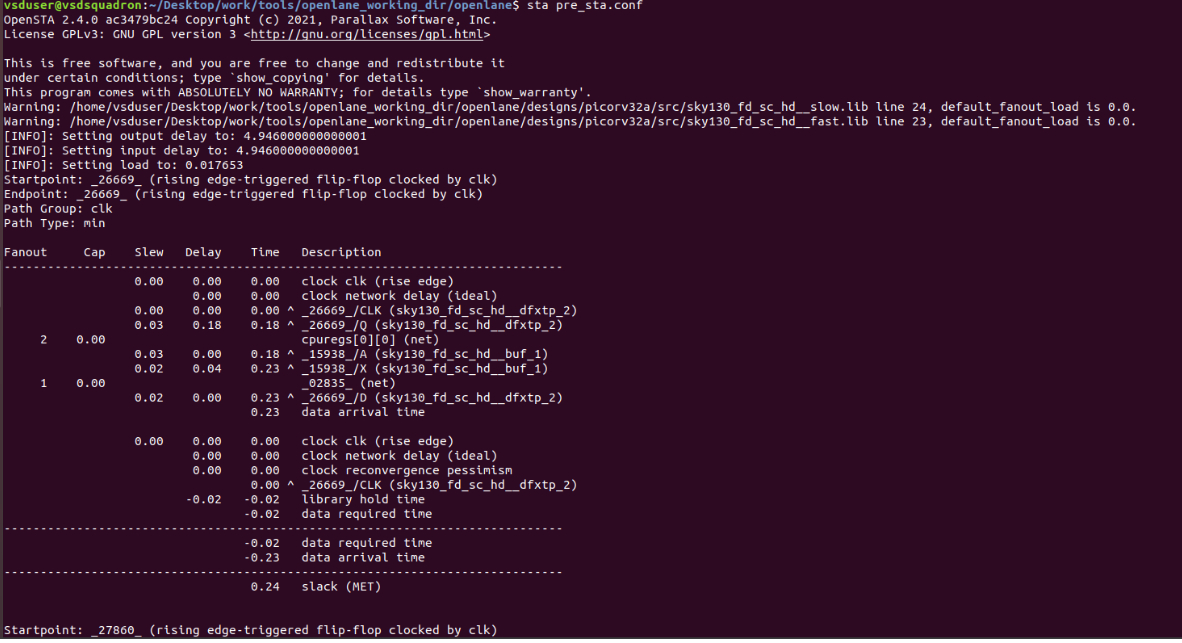 vsduser@vsdsquadron:~/Desktop/work/tools/openlane_working_dir/openlane$ sta pre_sta.conf
OpenSTA 2.4.0 ac3479bc24 Copyright (c) 2021, Parallax Software, Inc.
License GPLv3: GNU GPL version 3 <http://gnu.org/licenses/gpl.html>

This is free software, and you are free to change and redistribute it
under certain conditions; type `show_copying' for details.
This program comes with ABSOLUTELY NO WARRANTY; for details type `show_warranty'.
Warning: /home/vsduser/Desktop/work/tools/openlane_working_dir/openlane/designs/picorv32a/src/sky130_fd_sc_hd__slow.lib line 24, default_fanout_load is 0.0.
Warning: /home/vsduser/Desktop/work/tools/openlane_working_dir/openlane/designs/picorv32a/src/sky130_fd_sc_hd__fast.lib line 23, default_fanout_load is 0.0.
[INFO]: Setting output delay to: 4.946000000000001
[INFO]: Setting input delay to: 4.946000000000001
[INFO]: Setting load to: 0.017653
Startpoint: _26669_ (rising edge-triggered flip-flop clocked by clk)
Endpoint: _26669_ (rising edge-triggered flip-flop clocked by clk)
Path Group: clk
Path Type: min

Fanout     Cap    Slew   Delay    Time   Description
-----------------------------------------------------------------------------
                  0.00    0.00    0.00   clock clk (rise edge)
                          0.00    0.00   clock network delay (ideal)
                  0.00    0.00    0.00 ^ _26669_/CLK (sky130_fd_sc_hd__dfxtp_2)
                  0.03    0.18    0.18 ^ _26669_/Q (sky130_fd_sc_hd__dfxtp_2)
     2    0.00                           cpuregs[0][0] (net)
                  0.03    0.00    0.18 ^ _15938_/A (sky130_fd_sc_hd__buf_1)
                  0.02    0.04    0.23 ^ _15938_/X (sky130_fd_sc_hd__buf_1)
     1    0.00                           _02835_ (net)
                  0.02    0.00    0.23 ^ _26669_/D (sky130_fd_sc_hd__dfxtp_2)
                                  0.23   data arrival time

                  0.00    0.00    0.00   clock clk (rise edge)
                          0.00    0.00   clock network delay (ideal)
                          0.00    0.00   clock reconvergence pessimism
                                  0.00 ^ _26669_/CLK (sky130_fd_sc_hd__dfxtp_2)
                         -0.02   -0.02   library hold time
                                 -0.02   data required time
-----------------------------------------------------------------------------
                                 -0.02   data required time
                                 -0.23   data arrival time
-----------------------------------------------------------------------------
                                  0.24   slack (MET)

Startpoint: _27860_ (rising edge-triggered flip-flop clocked by clk)